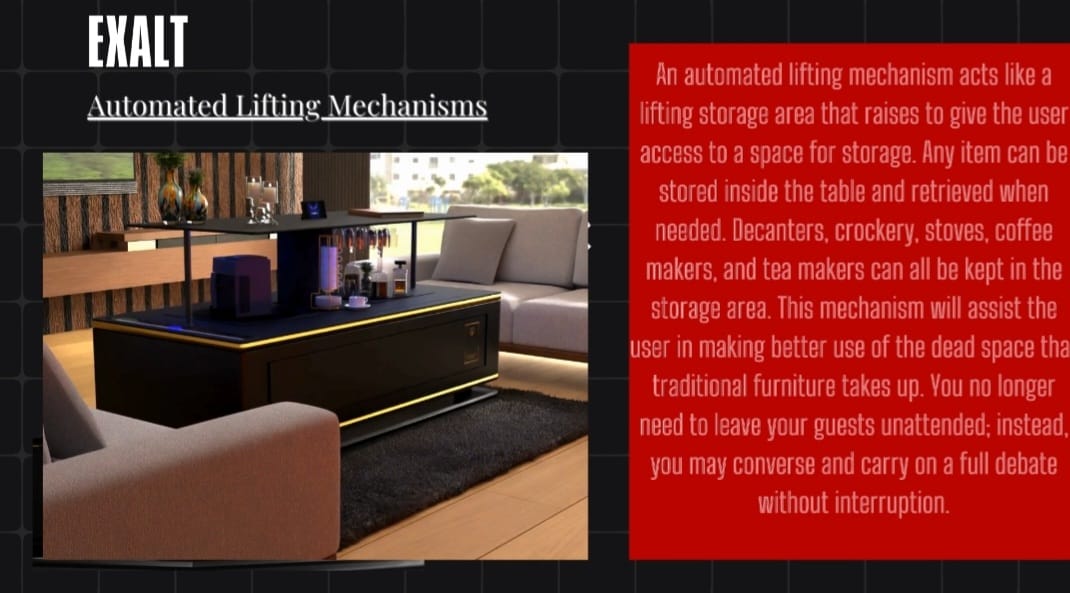 EXALT
Automated Lifting Mechanisms
An automated lifting mechanism acts like a
lifting storage area that raises to give the user
access to a space for storage. Any item can be
stored inside the table and retrieved when
needed. Decanters, crockery, stoves, coffee
makers, and tea makers can all be kept in the
storage area. This mechanism will assist the
user in making better use of the dead space tha
traditional furniture takes up. You no longer
need to leave your guests unattended; instead,
you may converse and carry on a full debate
without interruption.